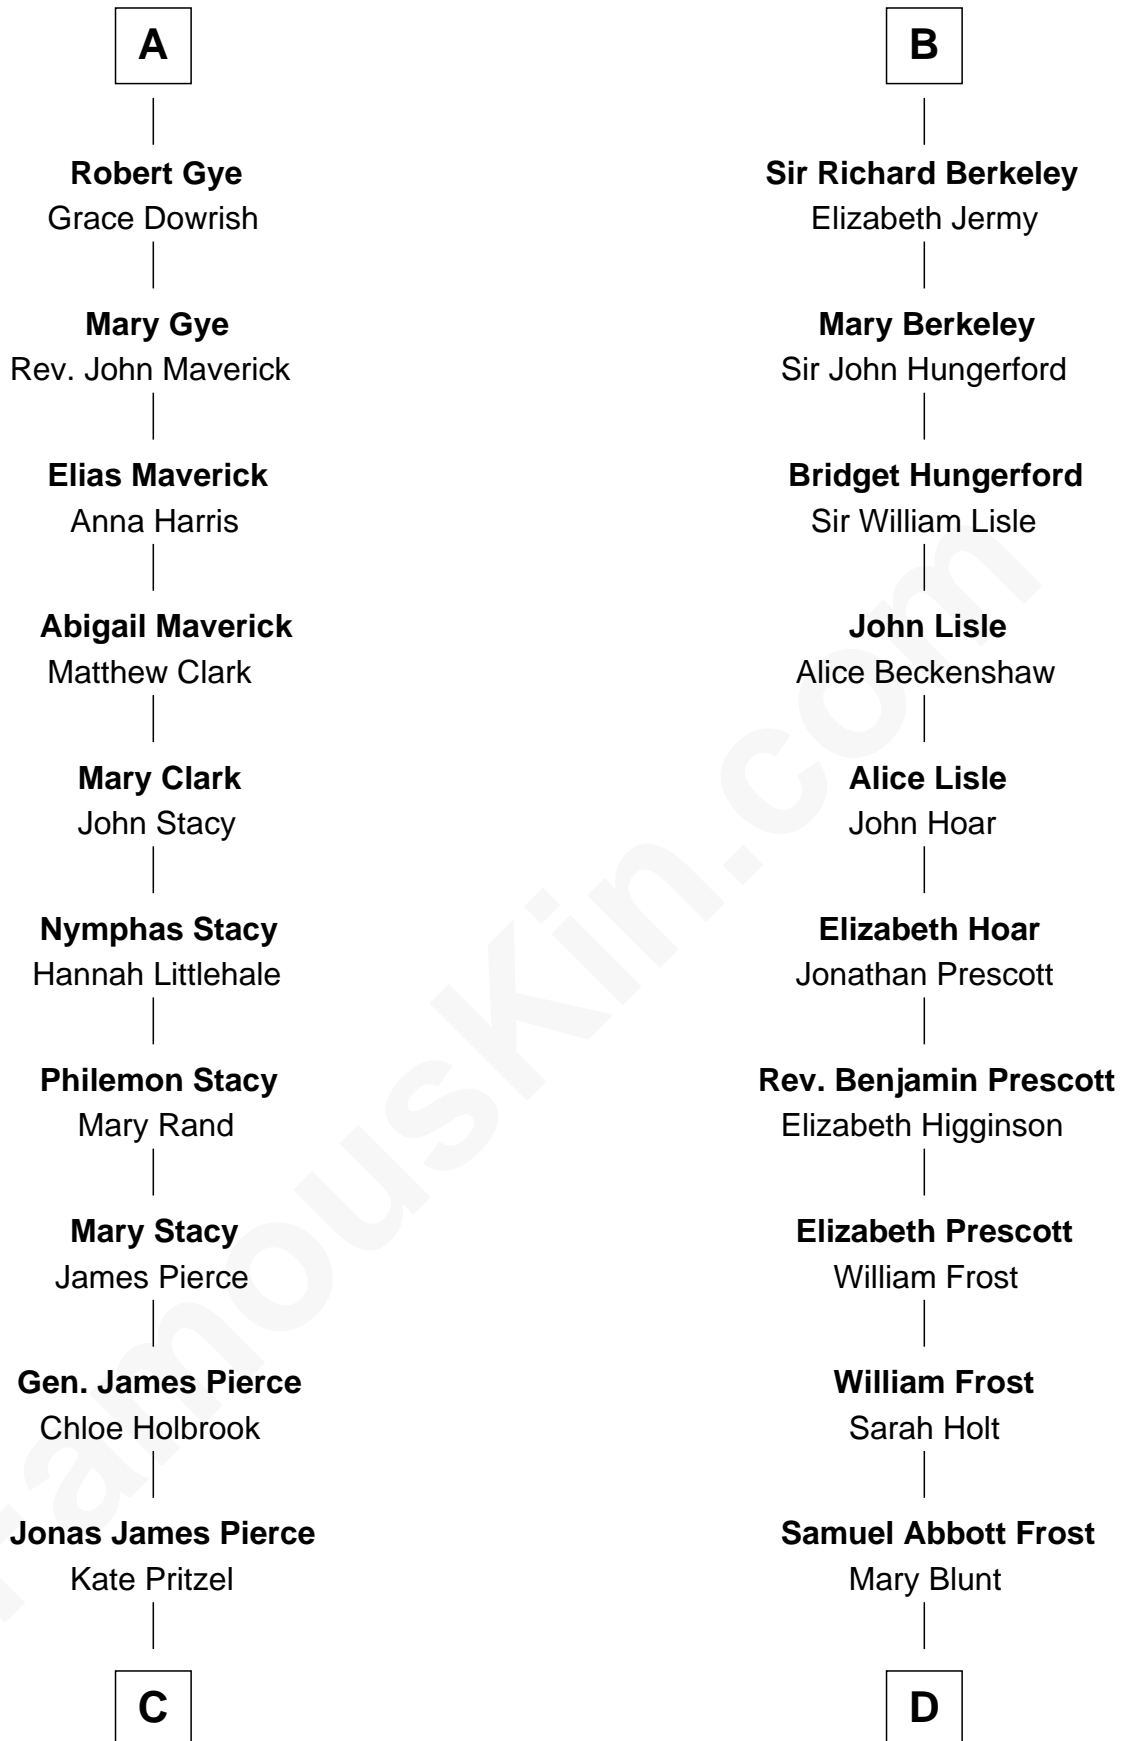 A
Robert Gye
Grace Dowrish
Mary Gye
Rev. John Maverick
Elias Maverick
Anna Harris
Abigail Maverick
Matthew Clark
Mary Clark
John Stacy
Nymphas Stacy
Hannah Littlehale
Philemon Stacy
Mary Rand
Mary Stacy
James Pierce
Gen. James Pierce
Chloe Holbrook
Jonas James Pierce
Kate Pritzel
C
B
Sir Richard Berkeley
Elizabeth Jermy
Mary Berkeley
Sir John Hungerford
Bridget Hungerford
Sir William Lisle
John Lisle
Alice Beckenshaw
Alice Lisle
John Hoar
Elizabeth Hoar
Jonathan Prescott
Rev. Benjamin Prescott
Elizabeth Higginson
Elizabeth Prescott
William Frost
William Frost
Sarah Holt
Samuel Abbott Frost
Mary Blunt
D
FamousKin.com